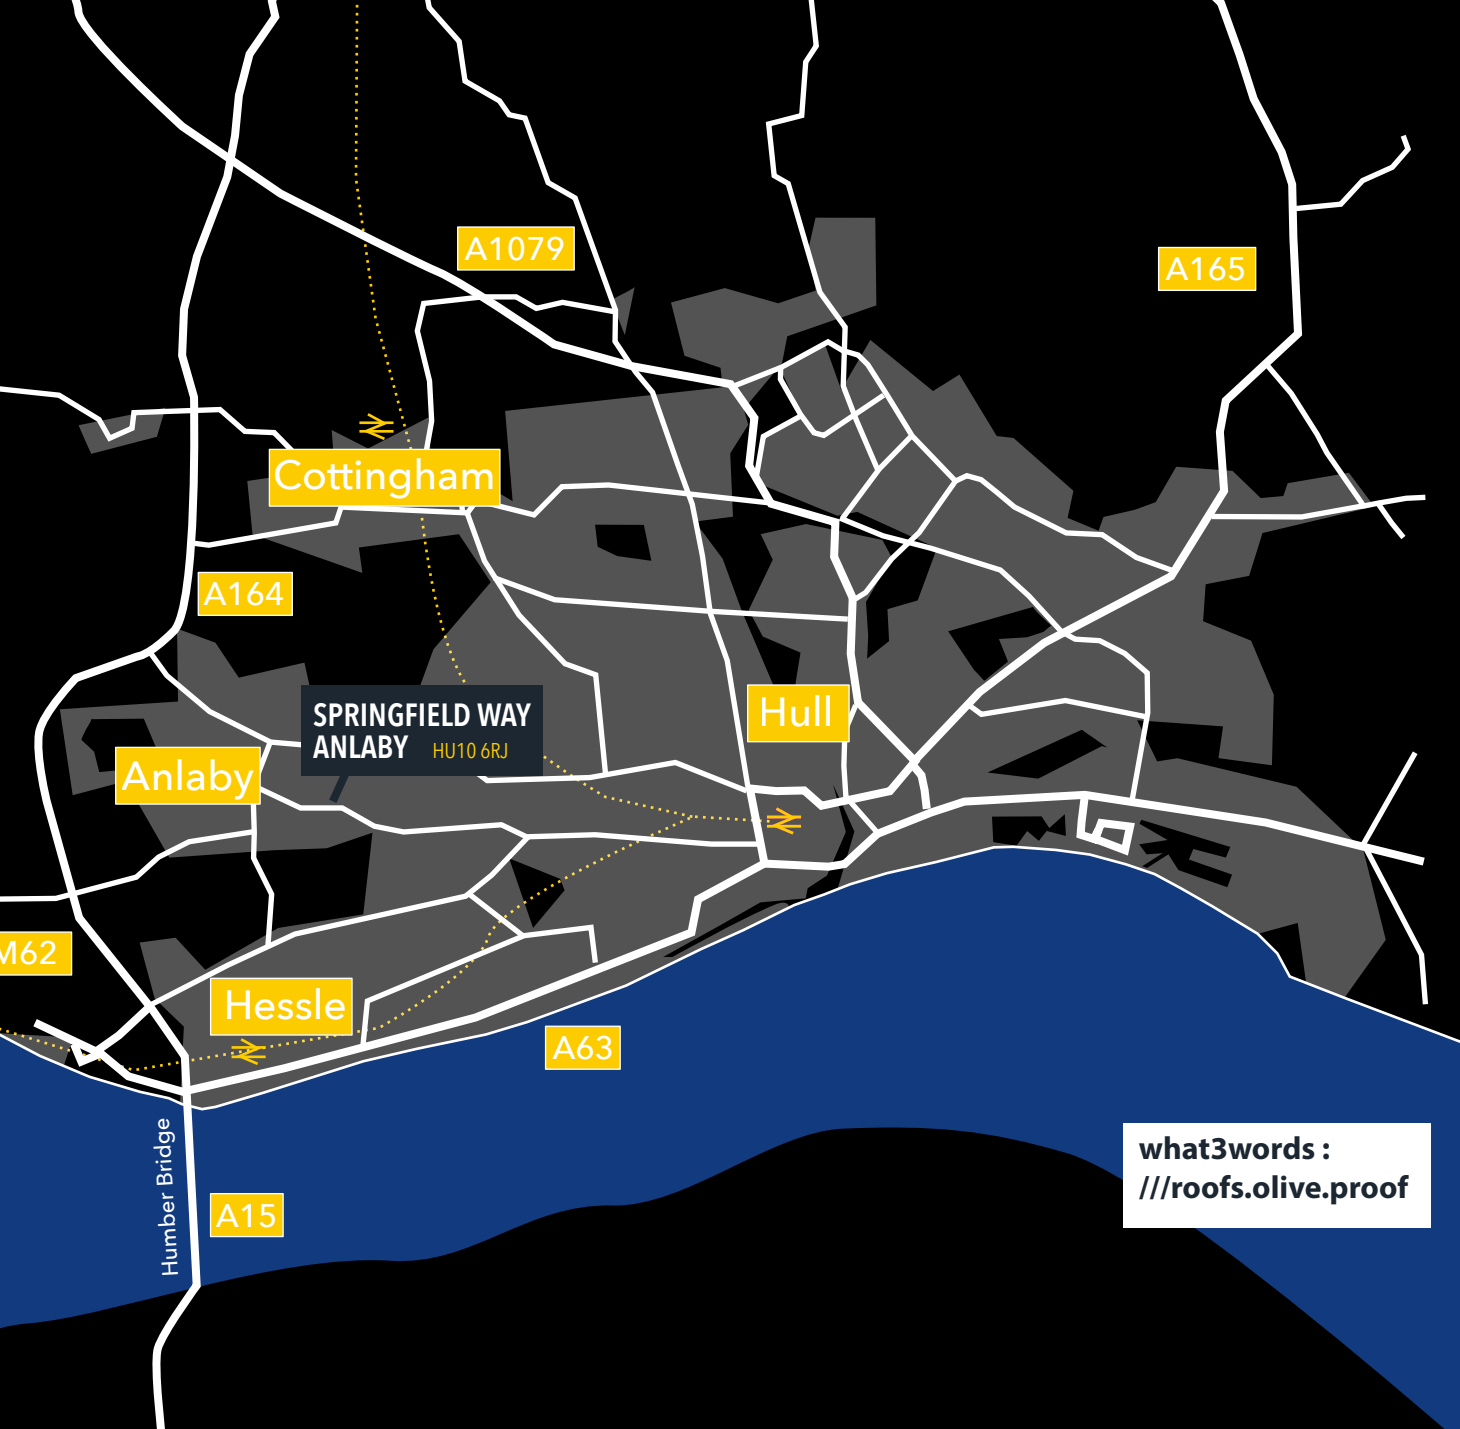 A1079
A165
Cottingham
A164
SPRINGFIELD WAY
ANLABY HU10 6RJ
Hull
Anlaby
M62
Hessle
A63
Humber Bridge
A15
what3words :
///roofs.olive.proof